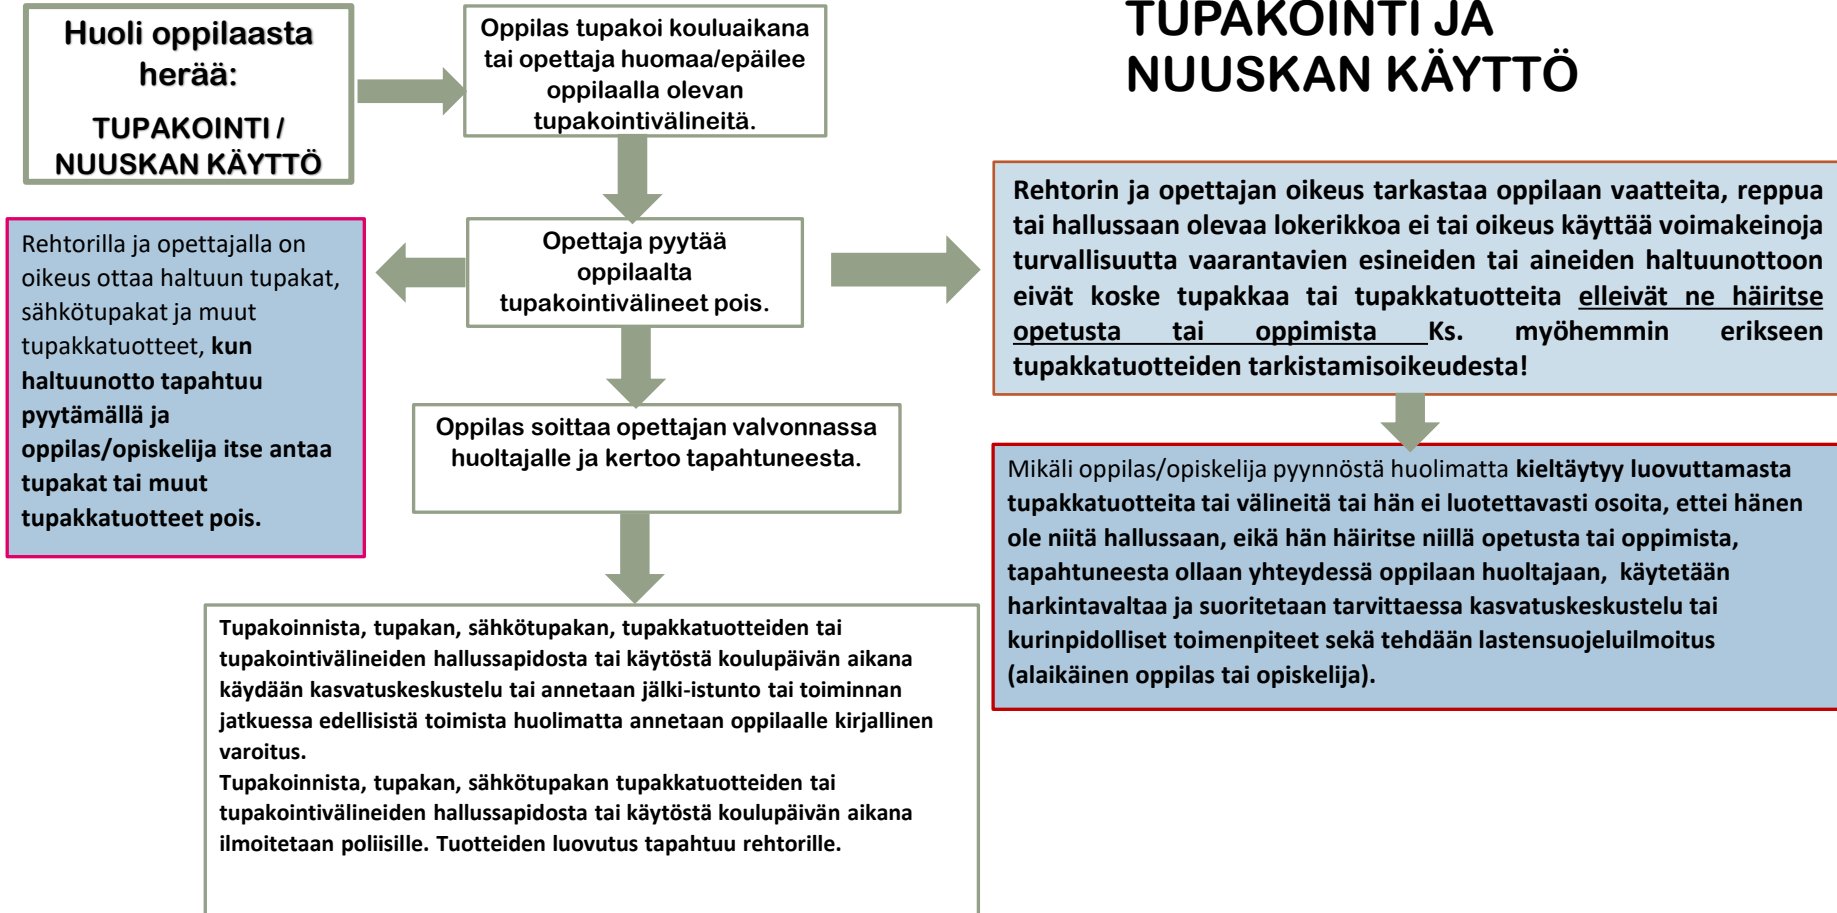 Huoli oppilaasta
herää:
TUPAKOINTI /
NUUSKAN KÄYTTÖ
Oppilas tupakoi kouluaikana
tai opettaja huomaa/epäilee
oppilaalla olevan
tupakointivälineitä.
TUPAKOINTI JA
NUUSKAN KÄYTTÖ
Rehtorilla ja opettajalla on
oikeus ottaa haltuun tupakat,
sähkötupakat ja muut
tupakkatuotteet, kun
haltuunotto tapahtuu
pyytämällä ja
oppilas/opiskelija itse antaa
tupakat tai muut
tupakkatuotteet pois.
Opettaja pyytää
oppilaalta
tupakointivälineet pois.
Rehtorin ja opettajan oikeus tarkastaa oppilaan vaatteita, reppua
tai hallussaan olevaa lokerikkoa ei tai oikeus käyttää voimakeinoja
turvallisuutta vaarantavien esineiden tai aineiden haltuunottoon
eivät koske tupakkaa tai tupakkatuotteita elleivät ne häiritse
opetusta tai oppimista Ks. myöhemmin erikseen
tupakkatuotteiden tarkistamisoikeudesta!
Oppilas soittaa opettajan valvonnassa
huoltajalle ja kertoo tapahtuneesta.
Mikäli oppilas/opiskelija pyynnöstä huolimatta kieltäytyy luovuttamasta
tupakkatuotteita tai välineitä tai hän ei luotettavasti osoita, ettei hänen
ole niitä hallussaan, eikä hän häiritse niillä opetusta tai oppimista,
tapahtuneesta ollaan yhteydessä oppilaan huoltajaan, käytetään
harkintavaltaa ja suoritetaan tarvittaessa kasvatuskeskustelu tai
kurinpidolliset toimenpiteet sekä tehdään lastensuojeluilmoitus
(alaikäinen oppilas tai opiskelija).
Tupakoinnista, tupakan, sähkötupakan, tupakkatuotteiden tai
tupakointivälineiden hallussapidosta tai käytöstä koulupäivän aikana
käydään kasvatuskeskustelu tai annetaan jälki-istunto tai toiminnan
jatkuessa edellisistä toimista huolimatta annetaan oppilaalle kirjallinen
varoitus.
Tupakoinnista, tupakan, sähkötupakan tupakkatuotteiden tai
tupakointivälineiden hallussapidosta tai käytöstä koulupäivän aikana
ilmoitetaan poliisille. Tuotteiden luovutus tapahtuu rehtorille.